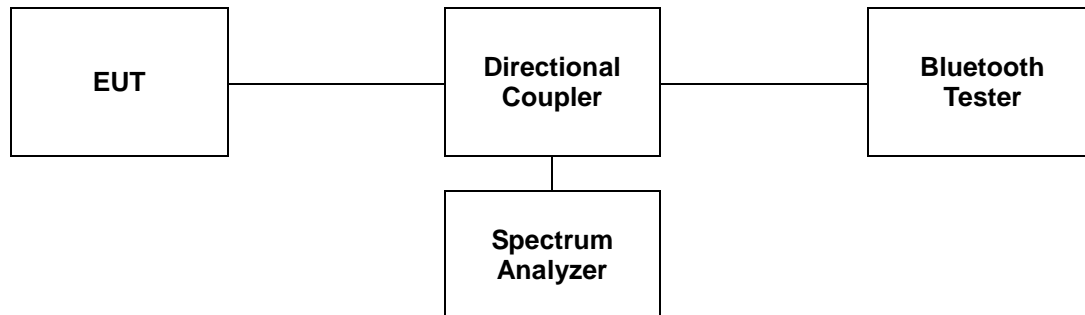 EUT
Directional
Coupler
Bluetooth
Tester
Spectrum
Analyzer